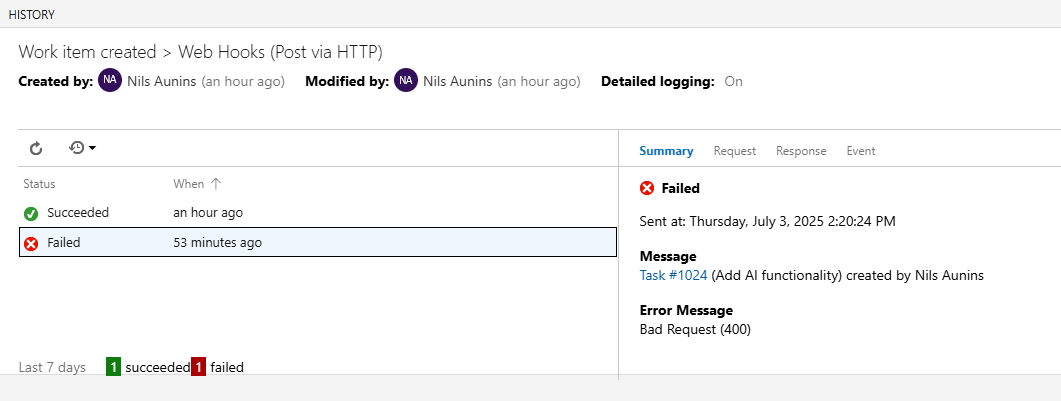 HISTORY
Work item created > Web Hooks (Post via HTTP)
Created by: NA Nils Aunins (an hour ago) Modified by: NA Nils Aunins (an hour ago) Detailed logging: On
Summary Request Response Event
Status When ↑
Succeeded an hour ago
Failed 53 minutes ago
Failed
Sent at: Thursday, July 3, 2025 2:20:24 PM
Message
Task #1024 (Add AI functionality) created by Nils Aunins
Error Message
Bad Request (400)
Last 7 days 1 succeeded 1 failed